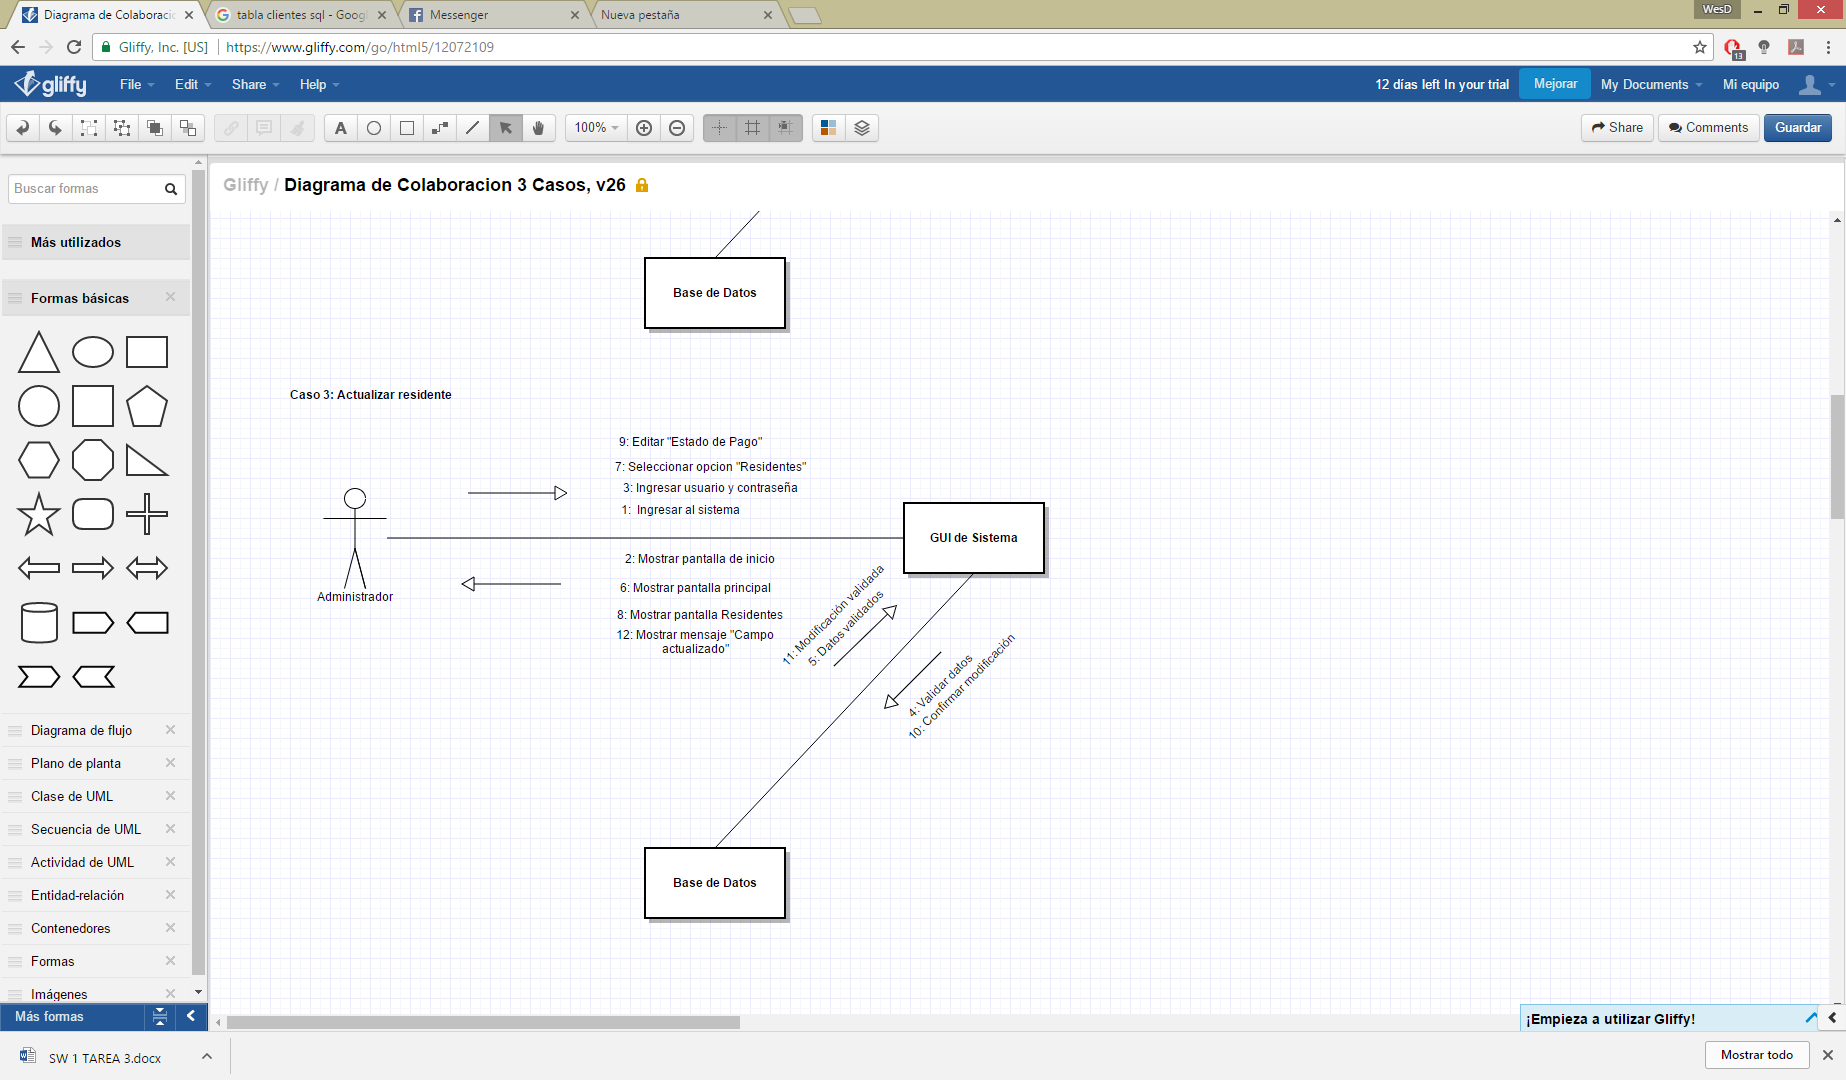 WesD
Diagrama de Colaboraci
tabla clientes sql - Goog
Messenger
Nueva pestaña
Gliffy, Inc. [US]
https://www.gliffy.com/go/html5/12072109
13
gliffy
File
Edit
Share
Help
12 días left In your trial
Mejorar
My Documents
Mi equipo
A
100%
Share
Comments
Guardar
Buscar formas
Gliffy / Diagrama de Colaboracion 3 Casos, v26
Más utilizados
Formas básicas
Diagrama de flujo
Plano de planta
Clase de UML
Secuencia de UML
Actividad de UML
Entidad-relación
Contenedores
Formas
Imágenes
Más formas
Base de Datos
Caso 3: Actualizar residente
9: Editar "Estado de Pago"
7: Seleccionar opcion "Residentes"
3: Ingresar usuario y contraseña
1: Ingresar al sistema
GUI de Sistema
2: Mostrar pantalla de inicio
6: Mostrar pantalla principal
Administrador
8: Mostrar pantalla Residentes
12: Mostrar mensaje "Campo
actualizado"
11: Modificación validada
5: Datos validados
4: Validar datos
10: Confirmar modificación
Base de Datos
¡Empieza a utilizar Gliffy!
SW 1 TAREA 3.docx
Mostrar todo